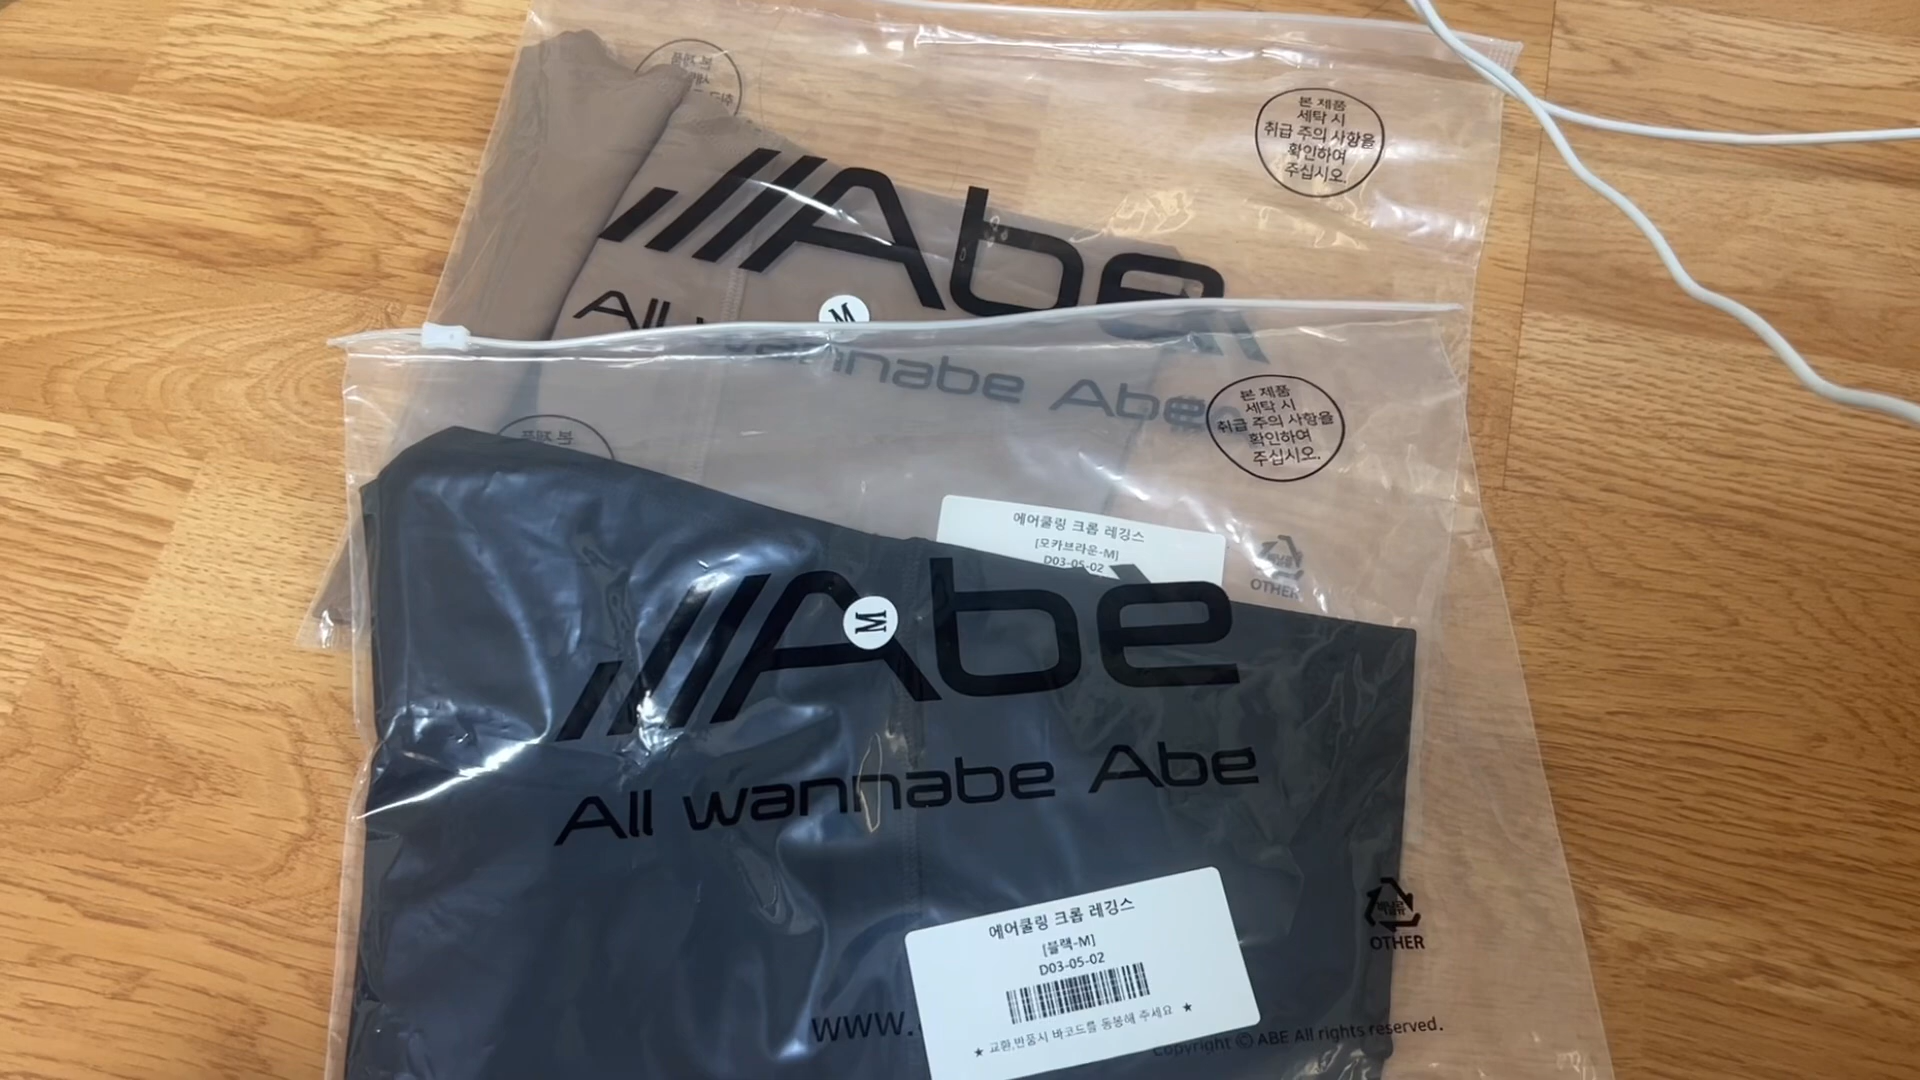 본 제품
세탁 시
취급 주의 사항을
확인하여
주십시오.
Abe
All wannabe Abe
M
본 제품
세탁 시
취급 주의 사항을
확인하여
주십시오.
에어쿨링 크롭 레깅스
[모카브라운-M]
D03-05-02
OTHER
Abe
M
All wannabe Abe
에어쿨링 크롭 레깅스
[블랙-M]
D03-05-02
★ 교환,반품시 바코드를 동봉해 주세요 ★
OTHER
www.
Copyright ⓒ ABE All rights reserved.